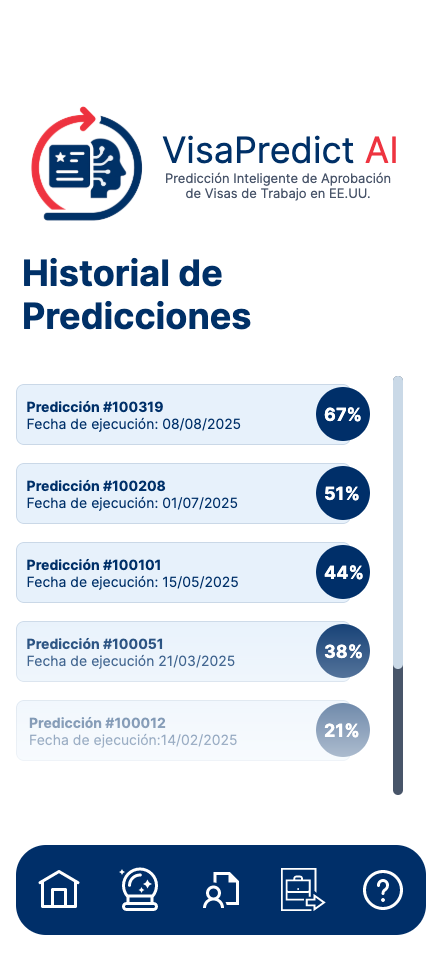 VisaPredict AI
Predicción Inteligente de Aprobación
de Visas de Trabajo en EE.UU.
Historial de
Predicciones
Predicción #100319
Fecha de ejecución: 08/08/2025
67%
Predicción #100208
Fecha de ejecución: 01/07/2025
51%
Predicción #100101
Fecha de ejecución: 15/05/2025
44%
Predicción #100051
Fecha de ejecución 21/03/2025
38%
Predicción #100012
Fecha de ejecución:14/02/2025
21%
?